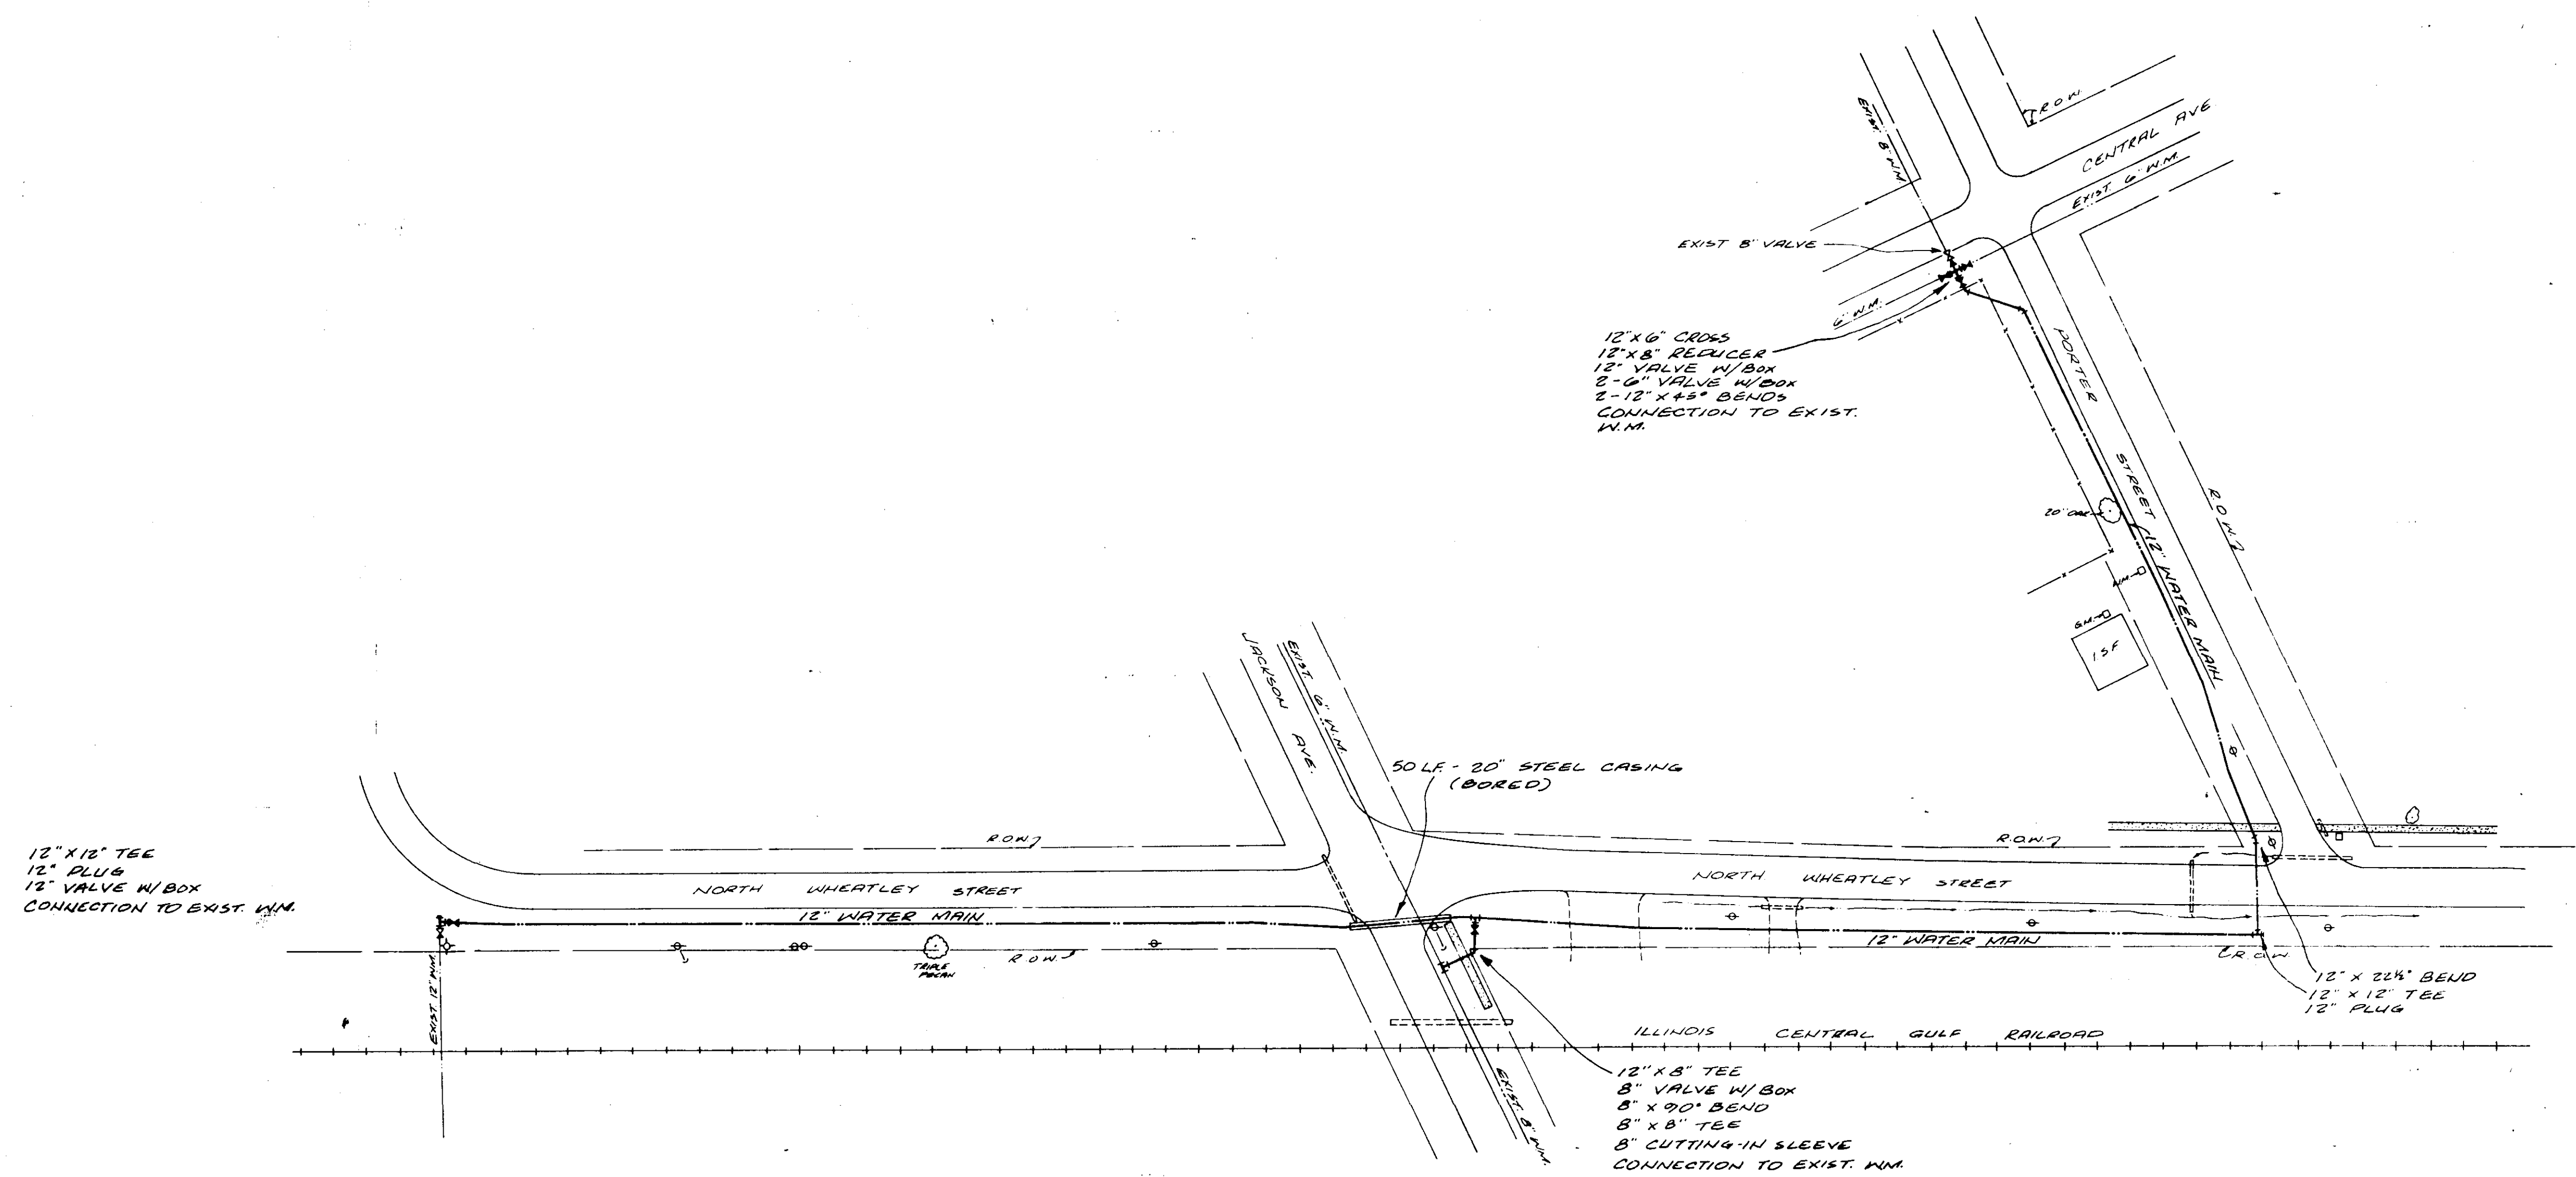 R.O.W.
CENTRAL AVE
EXIST. 6" W.M.
EXIST. 8" W.M.
EXIST 8" VALVE
6" W.M.
12"X6" CROSS
12"X8" REDUCER
12" VALVE W/BOX
2-6" VALVE W/BOX
2-12"X45° BENDS
CONNECTION TO EXIST.
W.M.
PORTER STREET
R.O.W.
20" OAK
12" WATER MAIN
W.M.
G.M.
1.S.F.
JACKSON AVE.
EXIST. 6" W.M.
50 LF. - 20" STEEL CASING
(BORED)
12"X12" TEE
12" PLUG
12" VALVE W/BOX
CONNECTION TO EXIST. W.M.
R.O.W.
R.O.W.
NORTH WHEATLEY STREET
NORTH WHEATLEY STREET
12" WATER MAIN
12" WATER MAIN
TRIPLE
PECAN
R.O.W.
R.O.W.
EXIST 12" W.M.
12" X 22½° BEND
12" X 12" TEE
12" PLUG
ILLINOIS CENTRAL GULF RAILROAD
EXIST. 8" W.M.
12"X8" TEE
8" VALVE W/BOX
8" X 90° BEND
8" X 8" TEE
8" CUTTING-IN SLEEVE
CONNECTION TO EXIST. W.M.